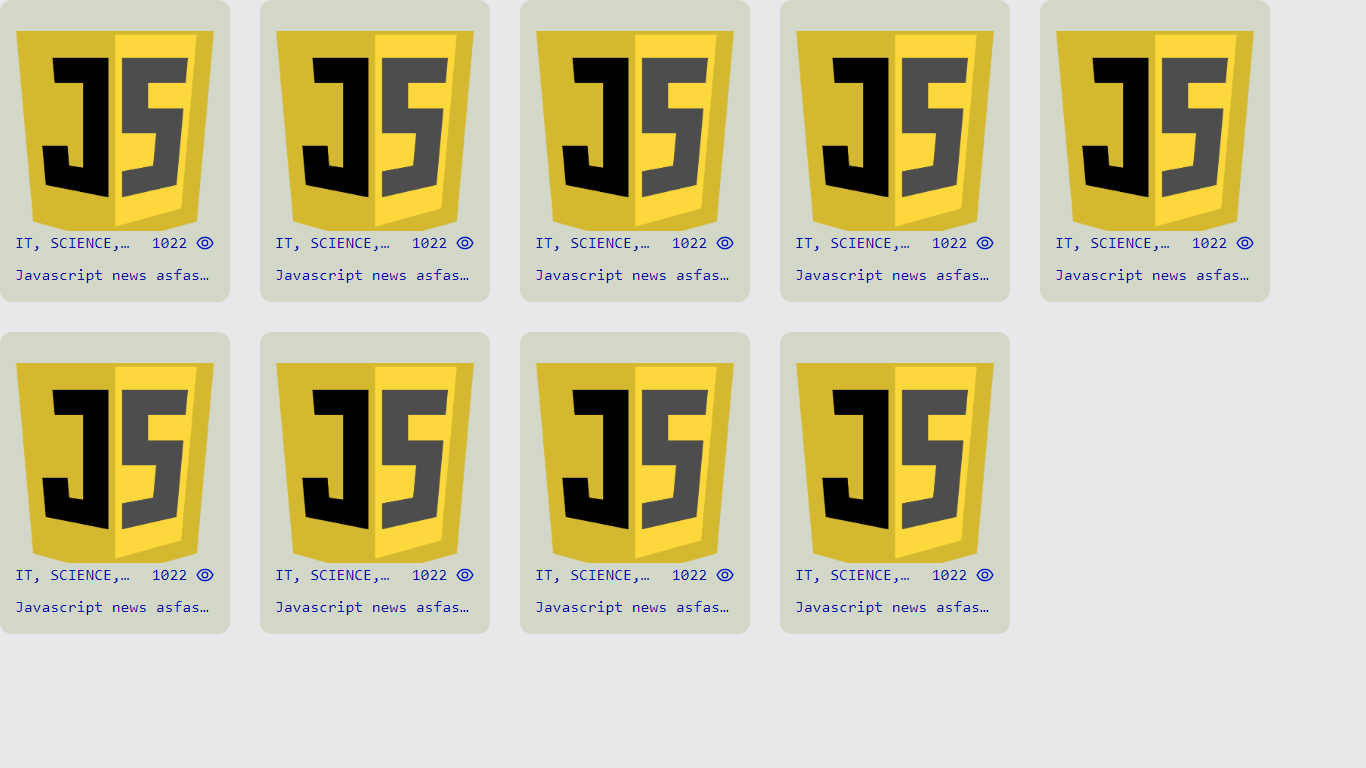 JS JS JS JS JS
IT, SCIENCE,… 1022 IT, SCIENCE,… 1022 IT, SCIENCE,… 1022 IT, SCIENCE,… 1022 IT, SCIENCE,… 1022
Javascript news asfas… Javascript news asfas… Javascript news asfas… Javascript news asfas… Javascript news asfas…
JS JS JS JS
IT, SCIENCE,… 1022 IT, SCIENCE,… 1022 IT, SCIENCE,… 1022 IT, SCIENCE,… 1022
Javascript news asfas… Javascript news asfas… Javascript news asfas… Javascript news asfas…